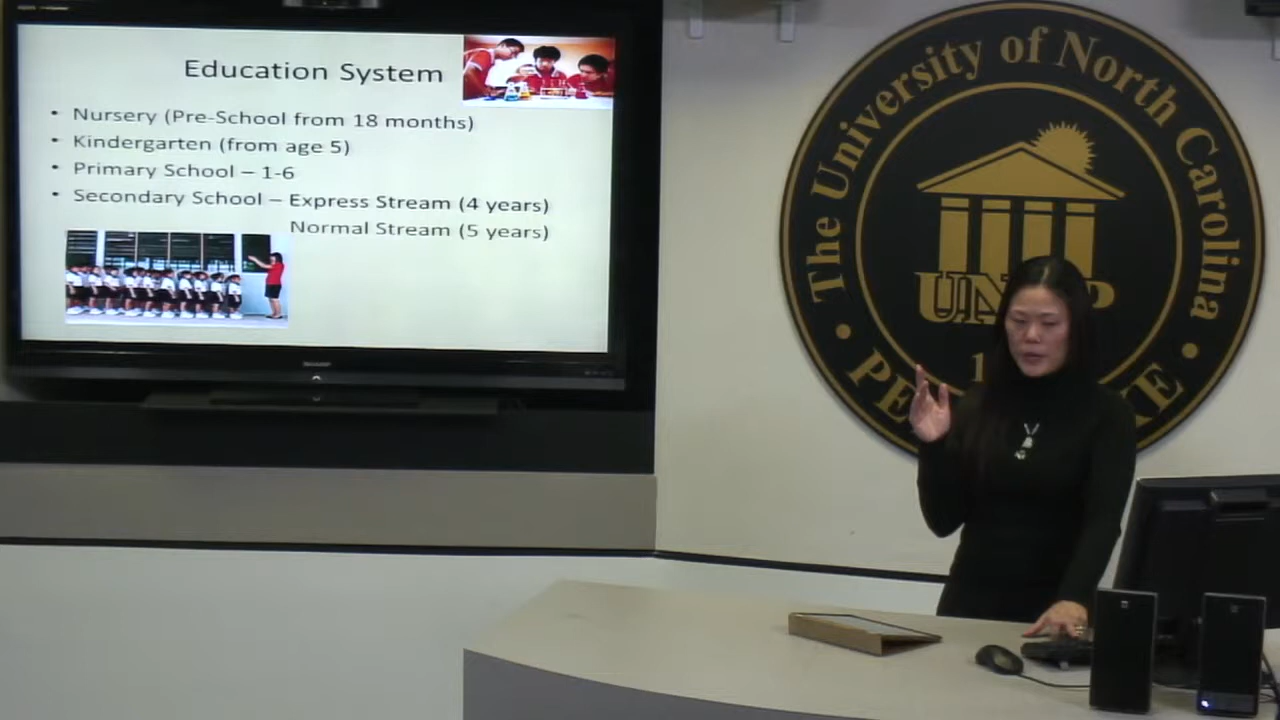 Education System
• Nursery (Pre-School from 18 months)
• Kindergarten (from age 5)
• Primary School – 1-6
• Secondary School – Express Stream (4 years)
Normal Stream (5 years)
SHARP
The University of North Carolina